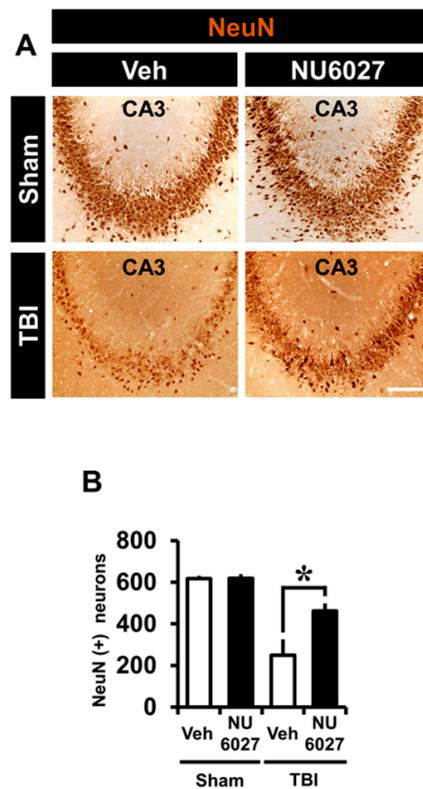 A
NeuN
Veh NU6027
Sham
CA3 CA3
TBI
CA3 CA3
B
NeuN (+) neurons
800
600
400
200
0
*
Veh NU 6027 Veh NU 6027
Sham TBI